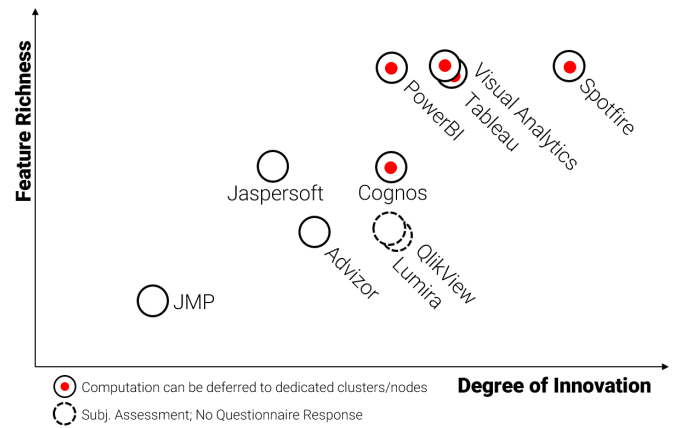 Feature Richness
PowerBI
Visual Analytics
Tableau
Spotfire
Jaspersoft
Cognos
Advizor
QlikView
Lumira
JMP
Computation can be deferred to dedicated clusters/nodes
Degree of Innovation
Subj. Assessment; No Questionnaire Response